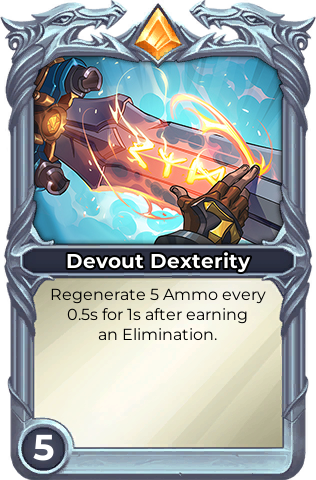 Devout Dexterity
Regenerate 5 Ammo every
0.5s for 1s after earning
an Elimination.
5